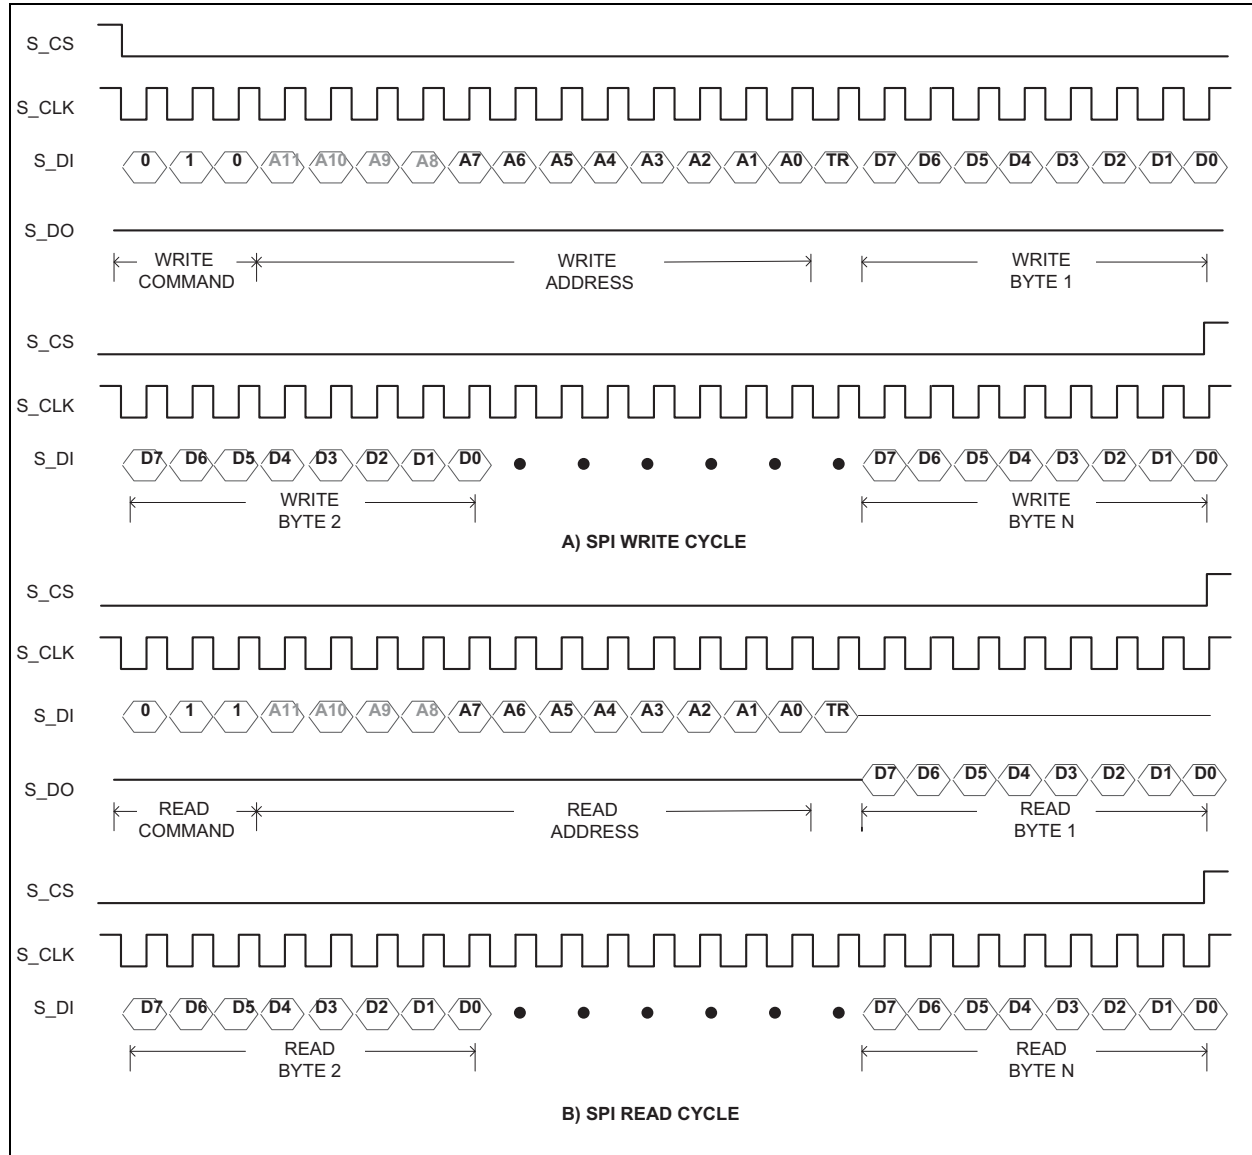 S_CS
S_CLK
S_DI 0 1 0 A11 A10 A9 A8 A7 A6 A5 A4 A3 A2 A1 A0 TR D7 D6 D5 D4 D3 D2 D1 D0
S_DO
WRITE COMMAND
WRITE ADDRESS
WRITE BYTE 1
S_CS
S_CLK
S_DI D7 D6 D5 D4 D3 D2 D1 D0 D7 D6 D5 D4 D3 D2 D1 D0
WRITE BYTE 2
WRITE BYTE N
A) SPI WRITE CYCLE
S_CS
S_CLK
S_DI 0 1 1 A11 A10 A9 A8 A7 A6 A5 A4 A3 A2 A1 A0 TR
S_DO D7 D6 D5 D4 D3 D2 D1 D0
READ COMMAND
READ ADDRESS
READ BYTE 1
S_CS
S_CLK
S_DI D7 D6 D5 D4 D3 D2 D1 D0 D7 D6 D5 D4 D3 D2 D1 D0
READ BYTE 2
READ BYTE N
B) SPI READ CYCLE